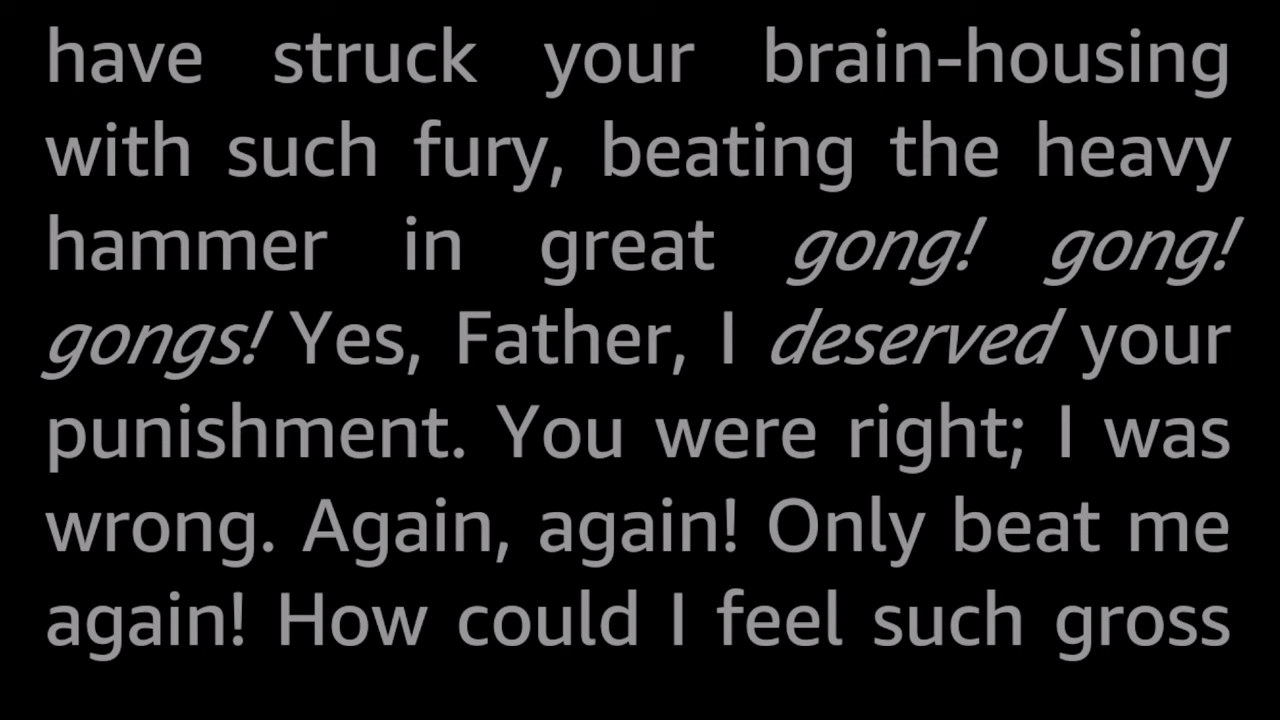 have struck your brain-housing
with such fury, beating the heavy
hammer in great gong! gong!
gongs! Yes, Father, I deserved your
punishment. You were right; I was
wrong. Again, again! Only beat me
again! How could I feel such gross